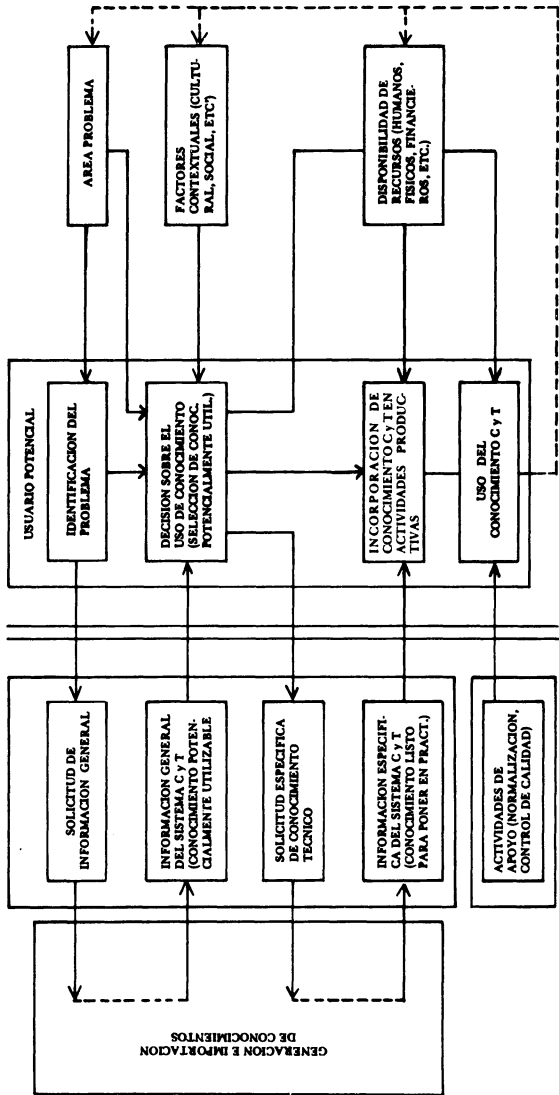 GENERACION E IMPORTACION
DE CONOCIMIENTOS
SOLICITUD DE
INFORMACION GENERAL
INFORMACION GENERAL
DEL SISTEMA C y T
(CONOCIMIENTO POTEN-
CIALMENTE UTILIZABLE
SOLICITUD ESPECIFICA
DE CONOCIMIENTO
TECNICO
INFORMACION ESPECIFI-
CA DEL SISTEMA C y T
(CONOCIMIENTO LISTO
PARA PONER EN PRACT.)
ACTIVIDADES DE
APOYO (NORMALIZACION,
CONTROL DE CALIDAD)
USUARIO POTENCIAL
IDENTIFICACION DEL
PROBLEMA
DECISION SOBRE EL
USO DE CONOCIMIENTO
(SELECCION DE CONOC.
POTENCIALMENTE UTIL.)
INCORPORACION DE
CONOCIMIENTO C y T EN
ACTIVIDADES PRODUC-
TIVAS
USO DEL
CONOCIMIENTO C y T
AREA PROBLEMA
FACTORES
CONTEXTUALES (CULTU-
RAL, SOCIAL, ETC')
DISPONIBILIDAD DE
RECURSOS (HUMANOS,
FISICOS, FINANCIE-
ROS, ETC.)